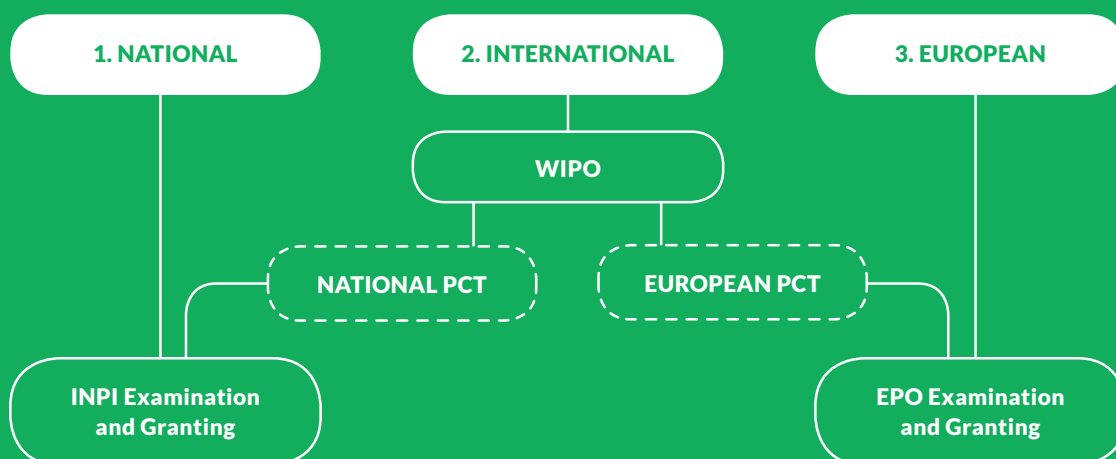 1. NATIONAL
2. INTERNATIONAL
3. EUROPEAN
WIPO
NATIONAL PCT
EUROPEAN PCT
INPI Examination
and Granting
EPO Examination
and Granting